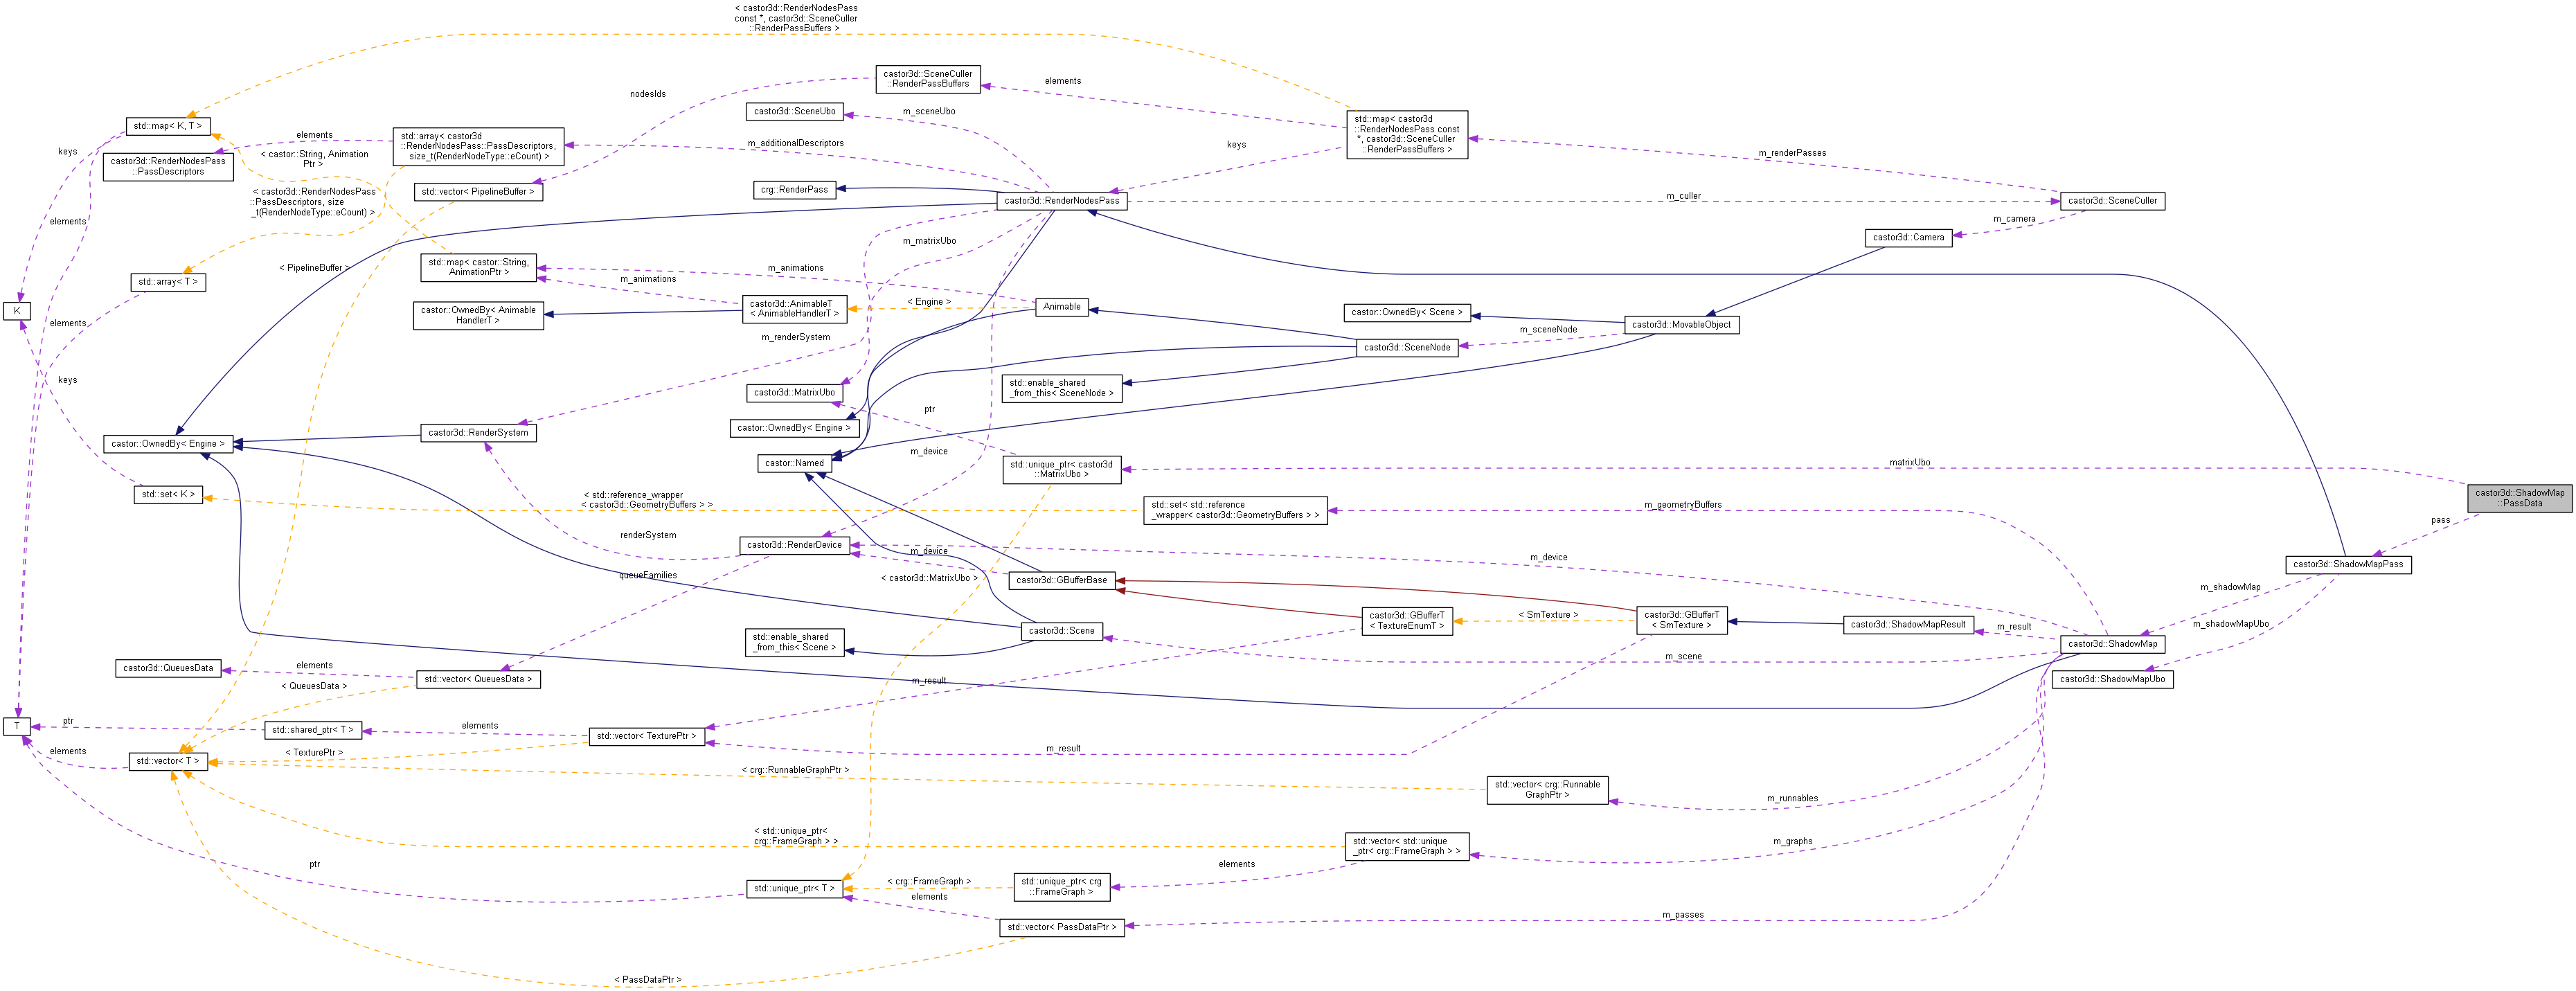 < castor3d::RenderNodesPass
const *, castor3d::SceneCuller
::RenderPassBuffers >
castor3d::SceneCuller
::RenderPassBuffers
elements
nodesIds
castor3d::SceneUbo
m_sceneUbo
std::map< castor3d
::RenderNodesPass const
*, castor3d::SceneCuller
::RenderPassBuffers >
std::map< K, T >
keys
elements
std::array< castor3d
::RenderNodesPass::PassDescriptors,
size_t(RenderNodeType::eCount) >
m_additionalDescriptors
keys
m_renderPasses
castor3d::RenderNodesPass
::PassDescriptors
< castor::String, Animation
Ptr >
std::vector< PipelineBuffer >
crg::RenderPass
castor3d::RenderNodesPass
m_culler
castor3d::SceneCuller
< castor3d::RenderNodesPass
::PassDescriptors, size
_t(RenderNodeType::eCount) >
elements
m_camera
castor3d::Camera
m_matrixUbo
std::map< castor::String,
AnimationPtr >
m_animations
m_animations
< PipelineBuffer >
std::array< T >
K
elements
castor::OwnedBy< Animable
HandlerT >
castor3d::AnimableT
< AnimableHandlerT >
< Engine >
Animable
castor::OwnedBy< Scene >
castor3d::MovableObject
m_sceneNode
m_renderSystem
castor3d::SceneNode
keys
castor3d::MatrixUbo
std::enable_shared
_from_this< SceneNode >
ptr
castor::OwnedBy< Engine >
castor3d::RenderSystem
castor::OwnedBy< Engine >
m_device
castor::Named
std::unique_ptr< castor3d
::MatrixUbo >
matrixUbo
std::set< K >
< std::reference_wrapper
< castor3d::GeometryBuffers > >
std::set< std::reference
_wrapper< castor3d::GeometryBuffers > >
m_geometryBuffers
castor3d::ShadowMap
::PassData
pass
renderSystem
castor3d::RenderDevice
m_device
m_device
castor3d::ShadowMapPass
queueFamilies
< castor3d::MatrixUbo >
castor3d::GBufferBase
m_shadowMap
castor3d::GBufferT
< TextureEnumT >
< SmTexture >
castor3d::GBufferT
< SmTexture >
castor3d::ShadowMapResult
m_result
m_shadowMapUbo
std::enable_shared
_from_this< Scene >
castor3d::Scene
castor3d::ShadowMap
m_scene
castor3d::QueuesData
elements
std::vector< QueuesData >
m_result
castor3d::ShadowMapUbo
< QueuesData >
T
ptr
std::shared_ptr< T >
elements
std::vector< TexturePtr >
elements
std::vector< T >
< TexturePtr >
m_result
< crg::RunnableGraphPtr >
std::vector< crg::Runnable
GraphPtr >
m_runnables
< std::unique_ptr<
crg::FrameGraph > >
std::vector< std::unique
_ptr< crg::FrameGraph > >
m_graphs
ptr
elements
std::unique_ptr< T >
< crg::FrameGraph >
std::unique_ptr< crg
::FrameGraph >
elements
std::vector< PassDataPtr >
m_passes
< PassDataPtr >